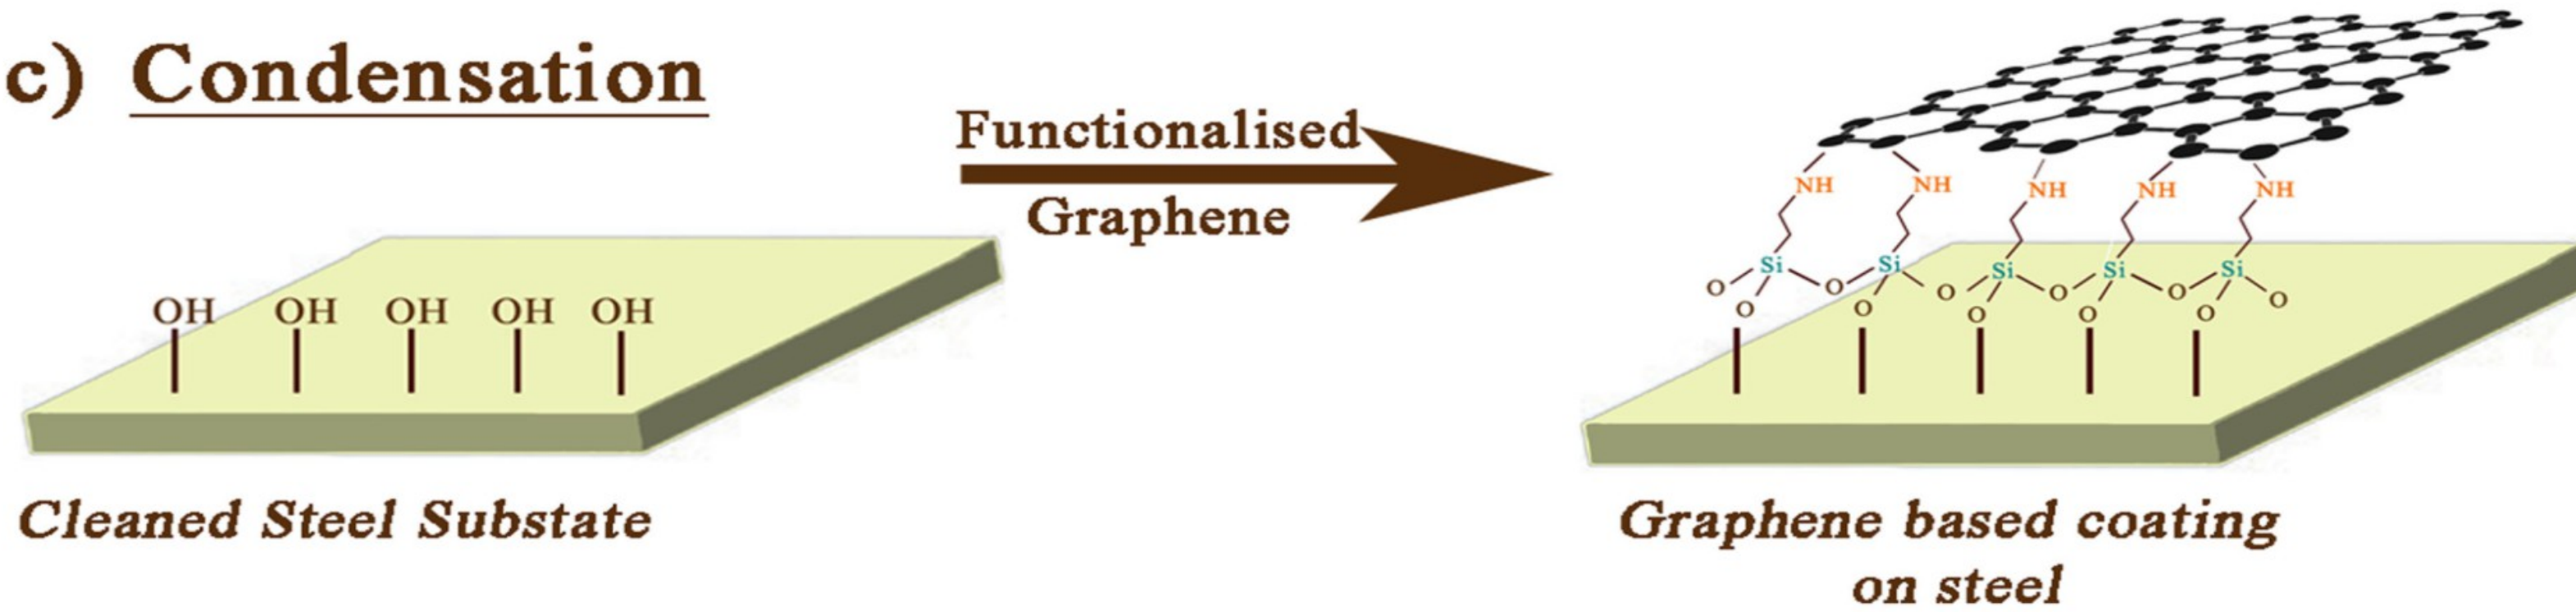 c) Condensation
Functionalised
Graphene
OH OH OH OH OH
Cleaned Steel Substate
NH NH NH NH NH
Si Si Si Si Si
O O O O O O
O O O O O
Graphene based coating
on steel